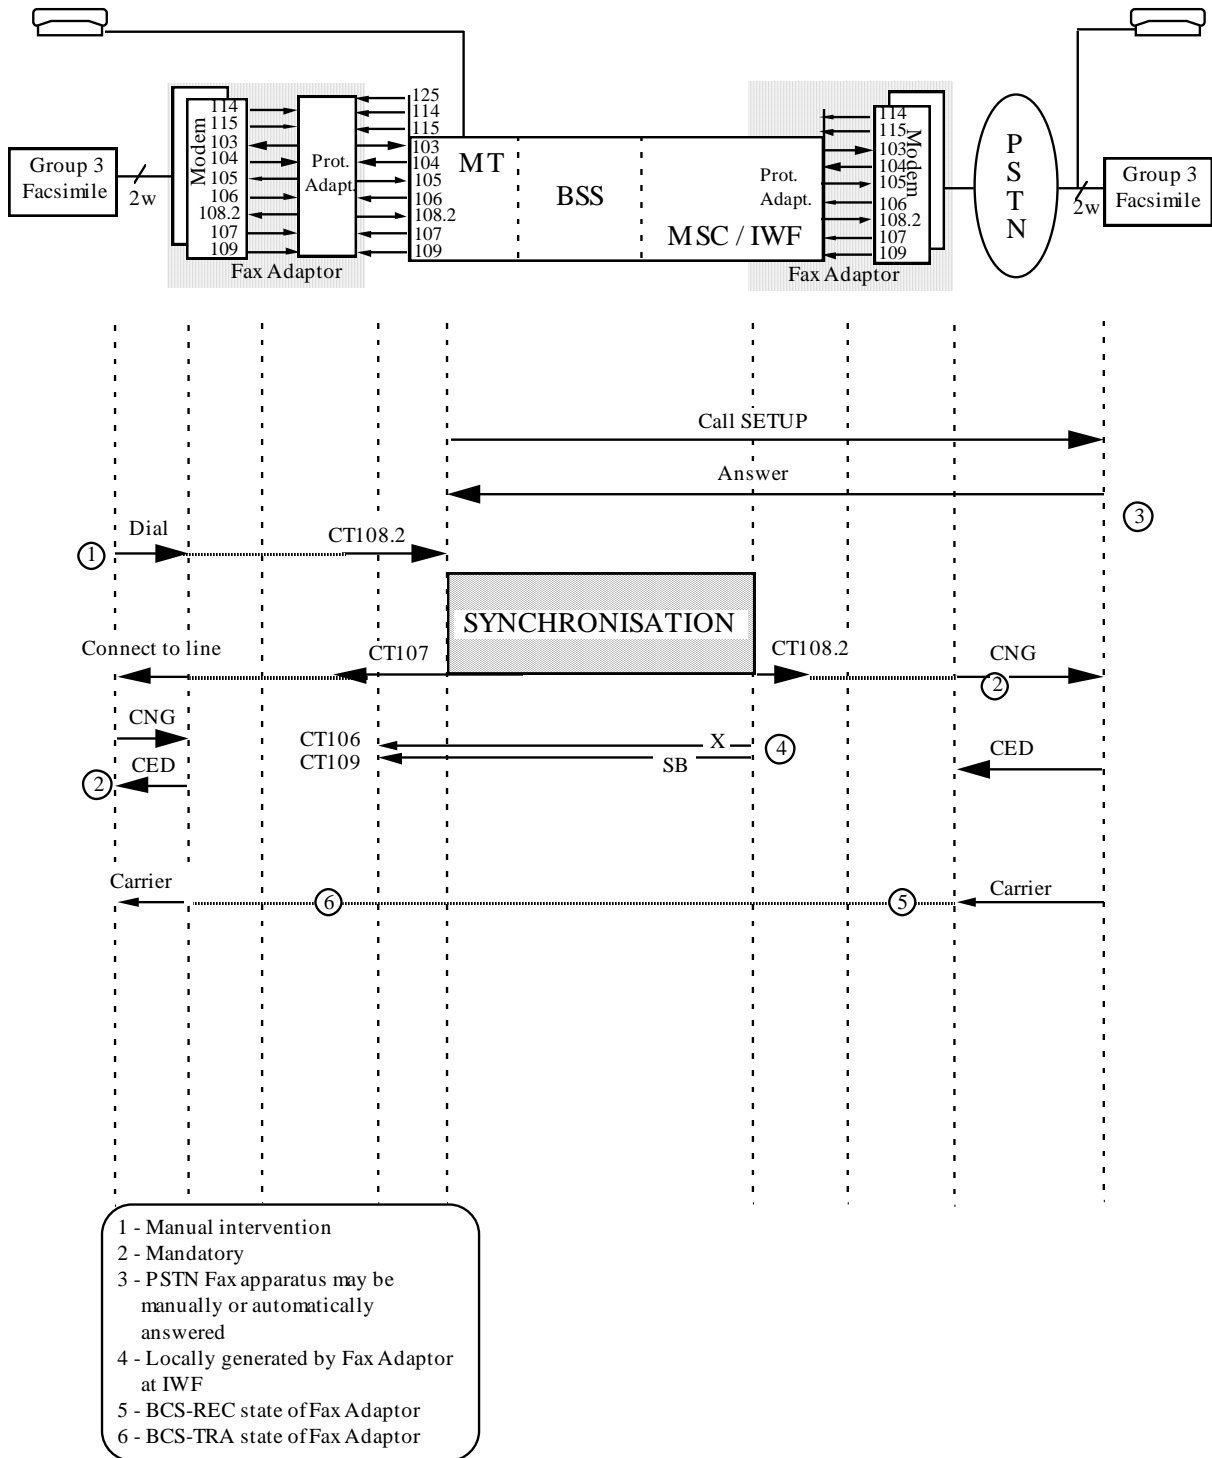 125
114
114
115
115
103
103
104
104
105
105
106
106
108.2
108.2
107
107
109
109
Modem
Prot.
Adapt.
Group 3
Facsimile
2w
Fax Adaptor
MT
BSS
MSC / IWF
Prot.
Adapt.
114
115
103
104
105
106
108.2
107
109
Modem
Fax Adaptor
P
S
T
N
2w
Group 3
Facsimile
Call SETUP
Answer
3
Dial
CT108.2
1
SYNCHRONISATION
Connect to line
CT107
CT108.2
CNG
2
CNG
CT106
X
4
CED
CT109
SB
CED
2
Carrier
6
5
Carrier
1 - Manual intervention
2 - Mandatory
3 - PSTN Fax apparatus may be
manually or automatically
answered
4 - Locally generated by Fax Adaptor
at IWF
5 - BCS-REC state of Fax Adaptor
6 - BCS-TRA state of Fax Adaptor